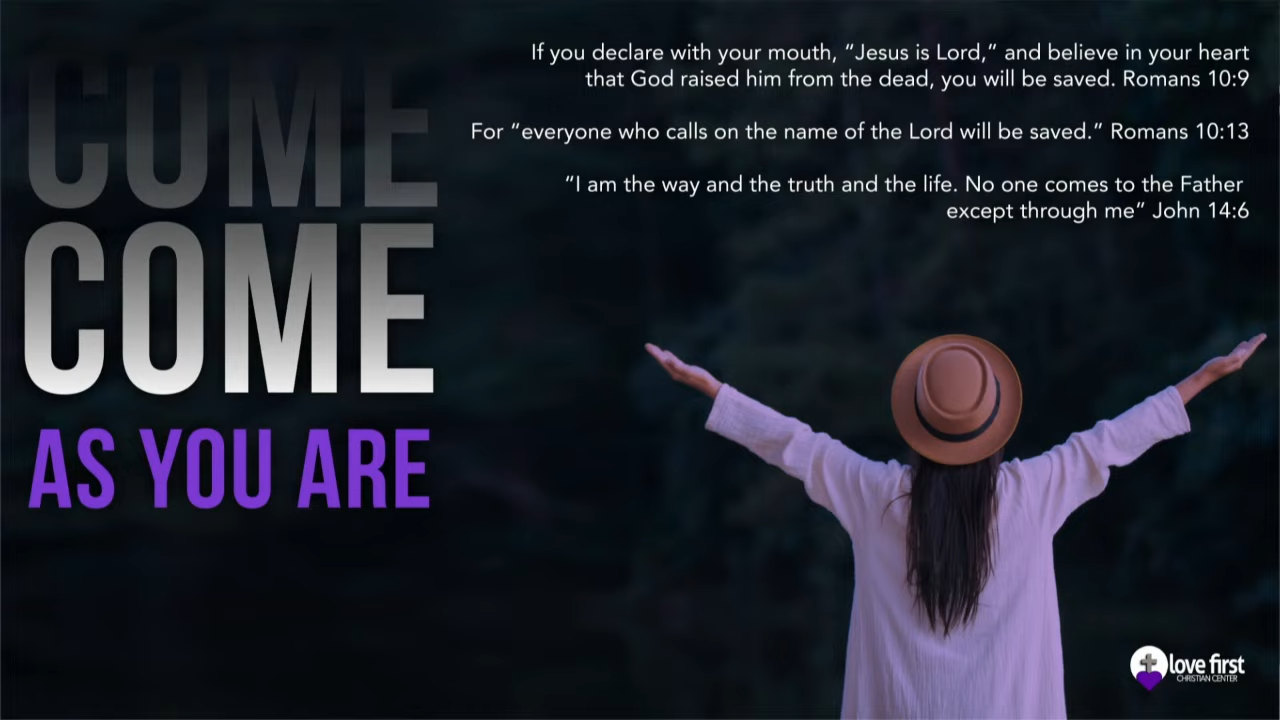 COME
COME
AS YOU ARE
If you declare with your mouth, “Jesus is Lord,” and believe in your heart
that God raised him from the dead, you will be saved. Romans 10:9
For “everyone who calls on the name of the Lord will be saved.” Romans 10:13
“I am the way and the truth and the life. No one comes to the Father
except through me” John 14:6
love first
CHRISTIAN CENTER